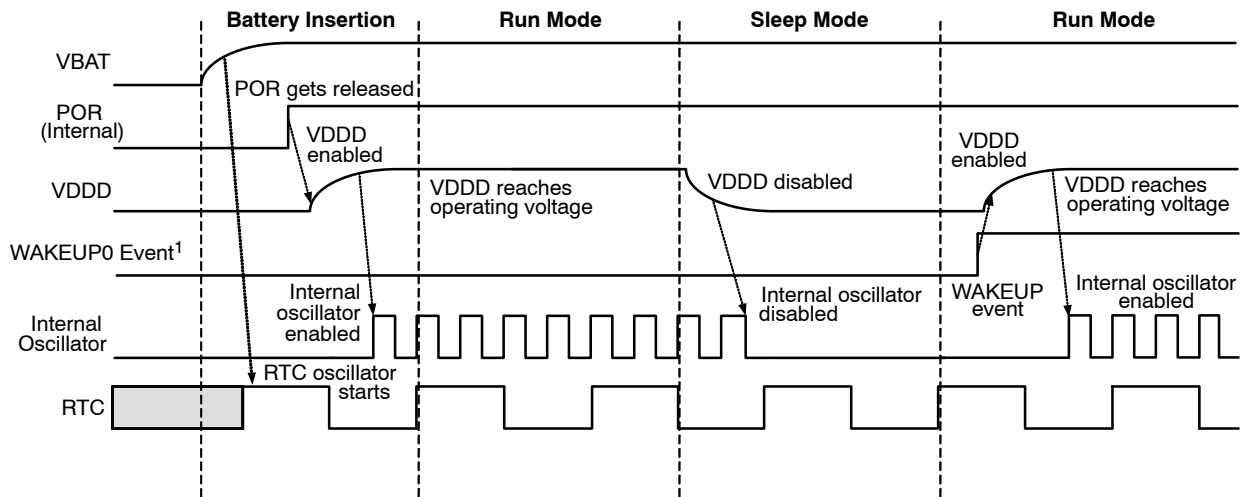 Battery Insertion
Run Mode
Sleep Mode
Run Mode
VBAT
POR gets released
POR
(Internal)
VDDD
enabled
VDDD
enabled
VDDD
VDDD reaches
operating voltage
VDDD disabled
VDDD reaches
operating voltage
WAKEUP0 Event¹
WAKEUP
event
Internal
oscillator
enabled
Internal oscillator
disabled
Internal oscillator
enabled
Internal
Oscillator
RTC oscillator
starts
RTC